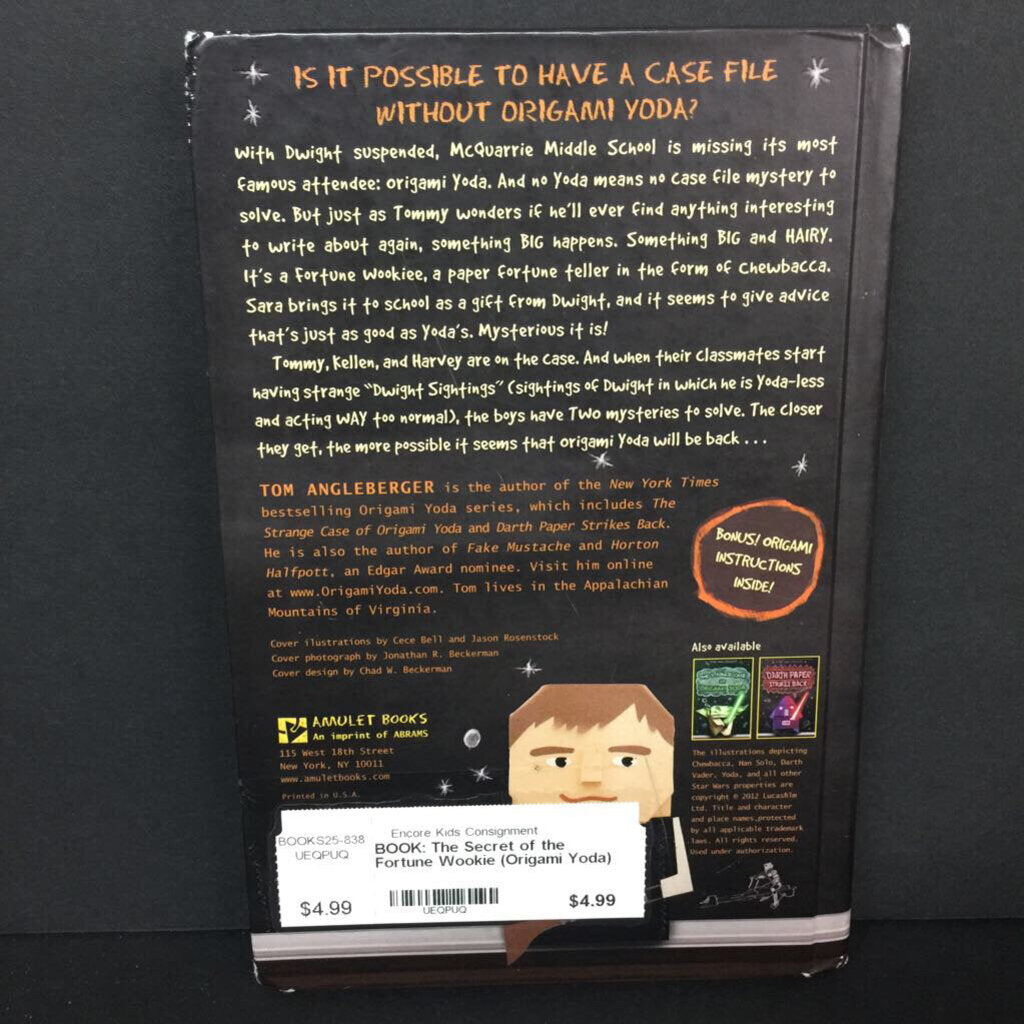 IS IT POSSIBLE TO HAVE A CASE FILE
WITHOUT ORIGAMI YODA?
With Dwight suspended, McQuarrie Middle School is missing its most
famous attendee: origami Yoda. And no Yoda means no case file mystery to
solve. But just as Tommy wonders if he'll ever find anything interesting
to write about again, something BIG happens. Something BIG and HAIRY.
It's a Fortune Wookiee, a paper fortune teller in the form of Chewbacca.
Sara brings it to school as a gift from Dwight, and it seems to give advice
that's just as good as Yoda's. Mysterious it is!
Tommy, Kellen, and Harvey are on the case. And when their classmates start
having strange "Dwight Sightings" (sightings of Dwight in which he is Yoda-less
and acting WAY too normal), the boys have TWO mysteries to solve. The closer
they get, the more possible it seems that origami Yoda will be back . . .
TOM ANGLEBERGER is the author of the New York Times
bestselling Origami Yoda series, which includes The
Strange Case of Origami Yoda and Darth Paper Strikes Back.
He is also the author of Fake Mustache and Horton
Halfpott, an Edgar Award nominee. Visit him online
at www.OrigamiYoda.com. Tom lives in the Appalachian
Mountains of Virginia.
BONUS! ORIGAMI
INSTRUCTIONS
INSIDE!
Cover illustrations by Cece Bell and Jason Rosenstock
Cover photograph by Jonathan R. Beckerman
Cover design by Chad W. Beckerman
Also available
DARTH PAPER
STRIKES BACK
AMULET BOOKS
An imprint of ABRAMS
115 West 18th Street
New York, NY 10011
www.amuletbooks.com
Printed in U.S.A.
The illustrations depicting
Chewbacca, Han Solo, Darth
Vader, Yoda, and all other
Star Wars properties are
copyright © 2012 Lucasfilm
Ltd. Title and character
and place names protected
by all applicable trademark
laws. All rights reserved.
Used under authorization.
BOOKS25-838
UEQPUQ
$4.99
Encore Kids Consignment
BOOK: The Secret of the
Fortune Wookie (Origami Yoda)
UEQPUQ
$4.99